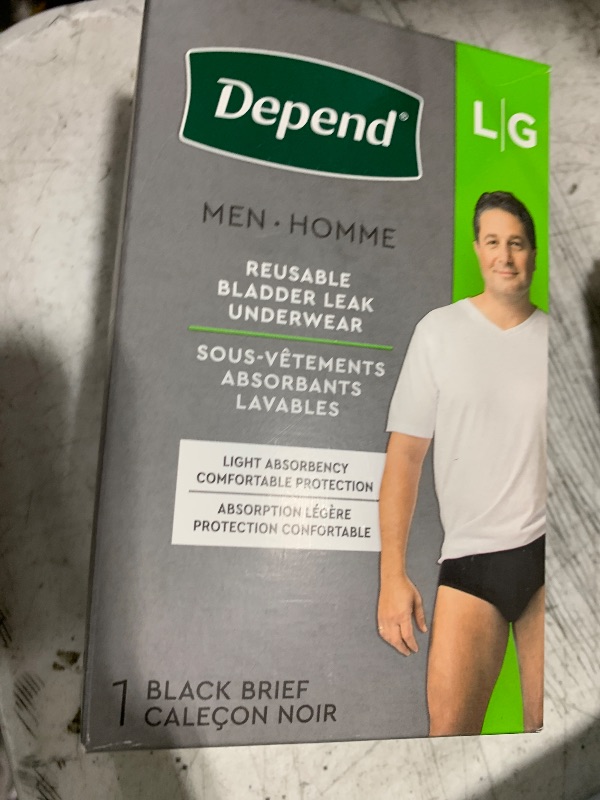 Depend®
L|G
MEN · HOMME
REUSABLE
BLADDER LEAK
UNDERWEAR
SOUS-VÊTEMENTS
ABSORBANTS
LAVABLES
LIGHT ABSORBENCY
COMFORTABLE PROTECTION
ABSORPTION LÉGÈRE
PROTECTION CONFORTABLE
1 BLACK BRIEF
CALEÇON NOIR